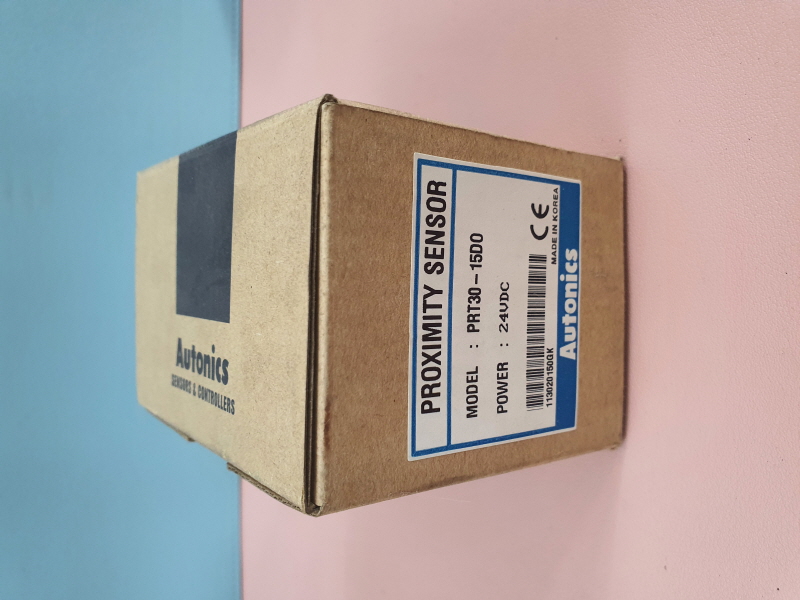 Autonics
SENSORS & CONTROLLERS
PROXIMITY SENSOR
MODEL : PRT30-15DO
POWER : 24VDC
CE
113020150GK
MADE IN KOREA
Autonics